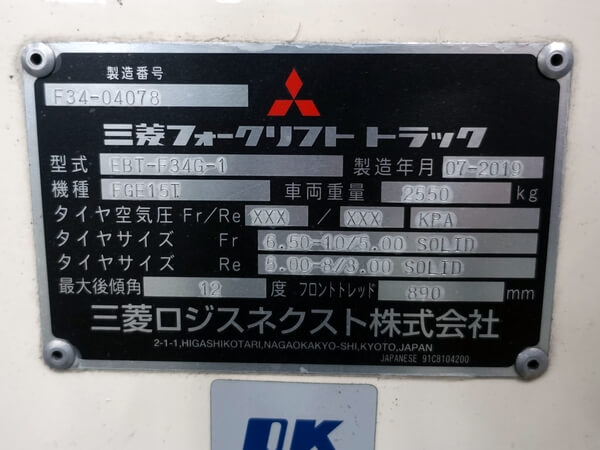 製造番号
F34-04078
三菱フォークリフト トラック
型式 EBT-F34G-1 製造年月 07-2019
機種 FGE15T 車両重量 2550 kg
タイヤ空気圧 Fr/Re XXX / XXX KPA
タイヤサイズ Fr 6.50-10/5.00 SOLID
タイヤサイズ Re 5.00-8/3.00 SOLID
最大後傾角 12 度 フロントトレッド 890 mm
三菱ロジスネクスト株式会社
2-1-1,HIGASHIKOTARI,NAGAOKAKYO-SHI,KYOTO,JAPAN
JAPANESE 91C8104200
OK